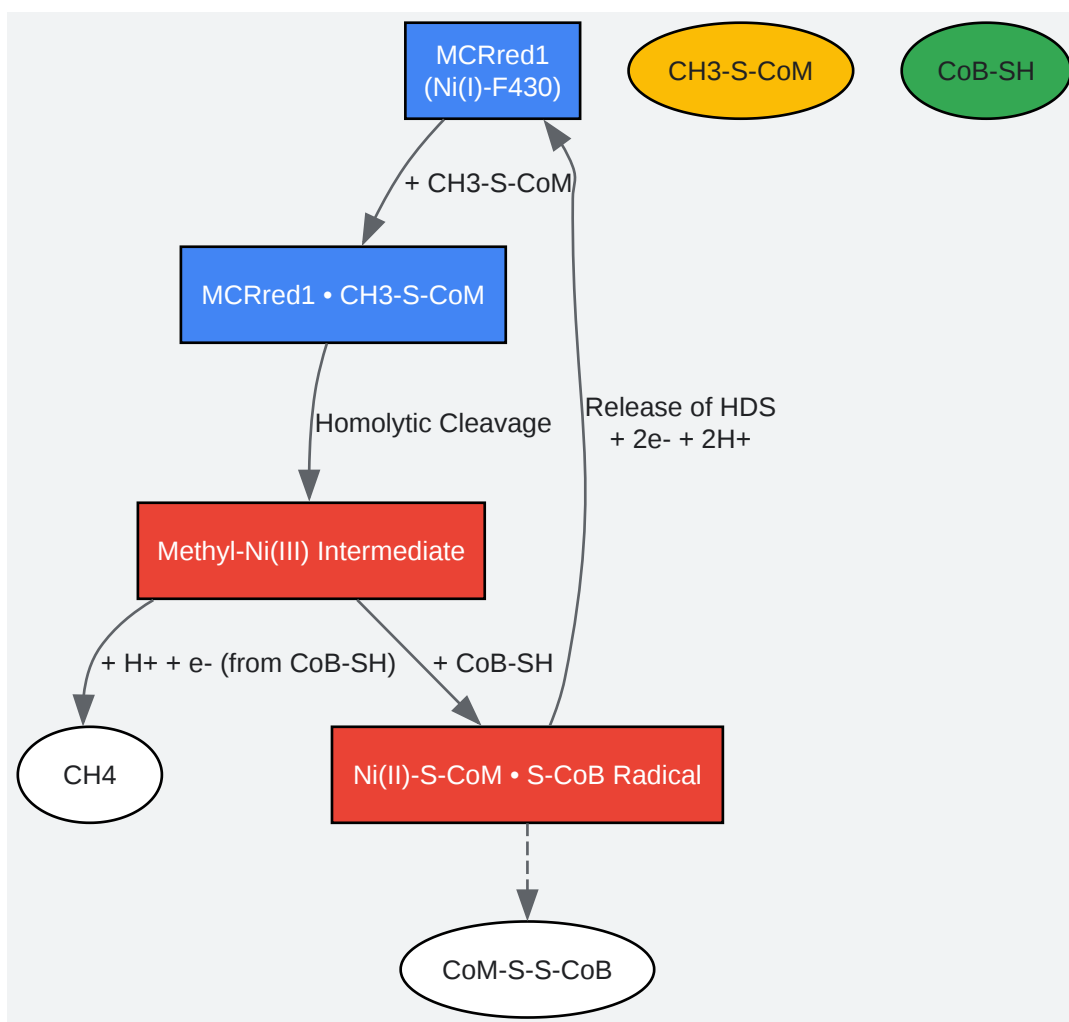 MCRred1
(Ni(I)-F430)
CH3-S-CoM
CoB-SH
+ CH3-S-CoM
MCRred1 • CH3-S-CoM
Release of HDS
+ 2e- + 2H+
Homolytic Cleavage
Methyl-Ni(III) Intermediate
+ H+ + e- (from CoB-SH)
+ CoB-SH
CH4
Ni(II)-S-CoM • S-CoB Radical
CoM-S-S-CoB